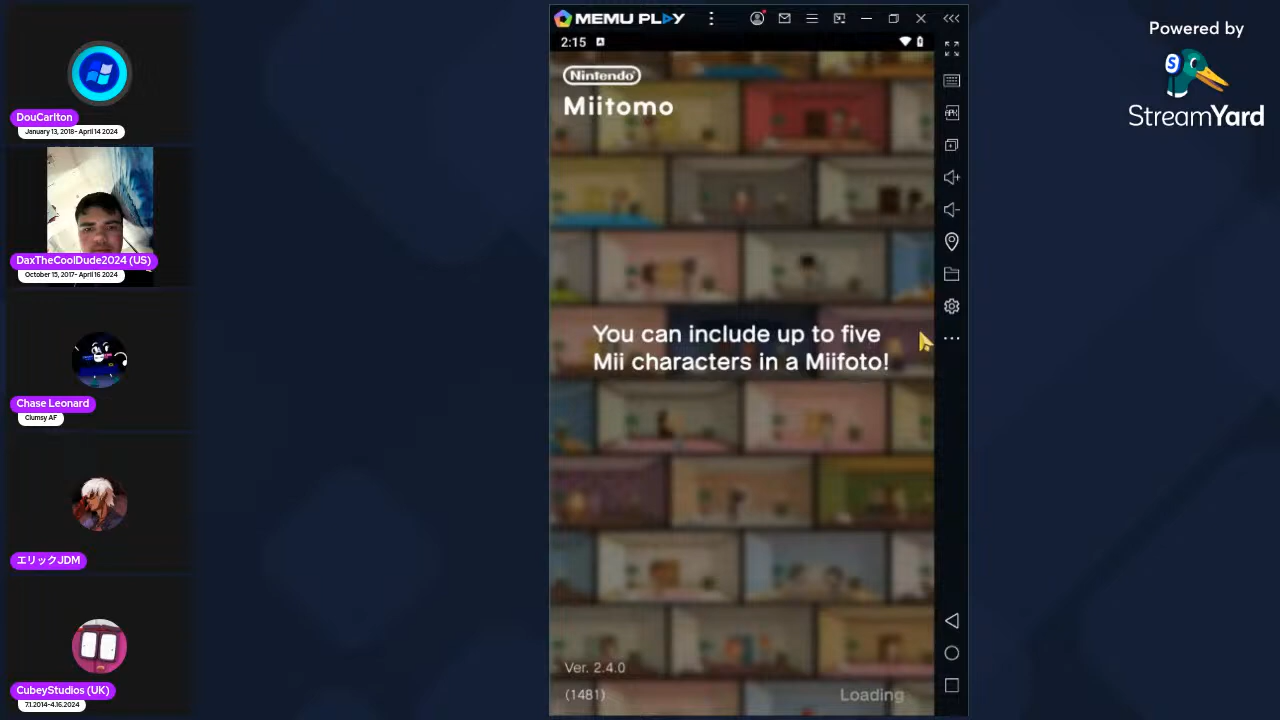 DouCarlton
January 13, 2018- April 14 2024
DaxTheCoolDude2024 (US)
October 15, 2017- April 16 2024
Chase Leonard
Clumsy AF
エリックJDM
CubeyStudios (UK)
7.1.2014-4.16.2024
MEMU PLAY
2:15
Nintendo
Miitomo
You can include up to five
Mii characters in a Miifoto!
Ver. 2.4.0
(1481)
Loading
Powered by
StreamYard